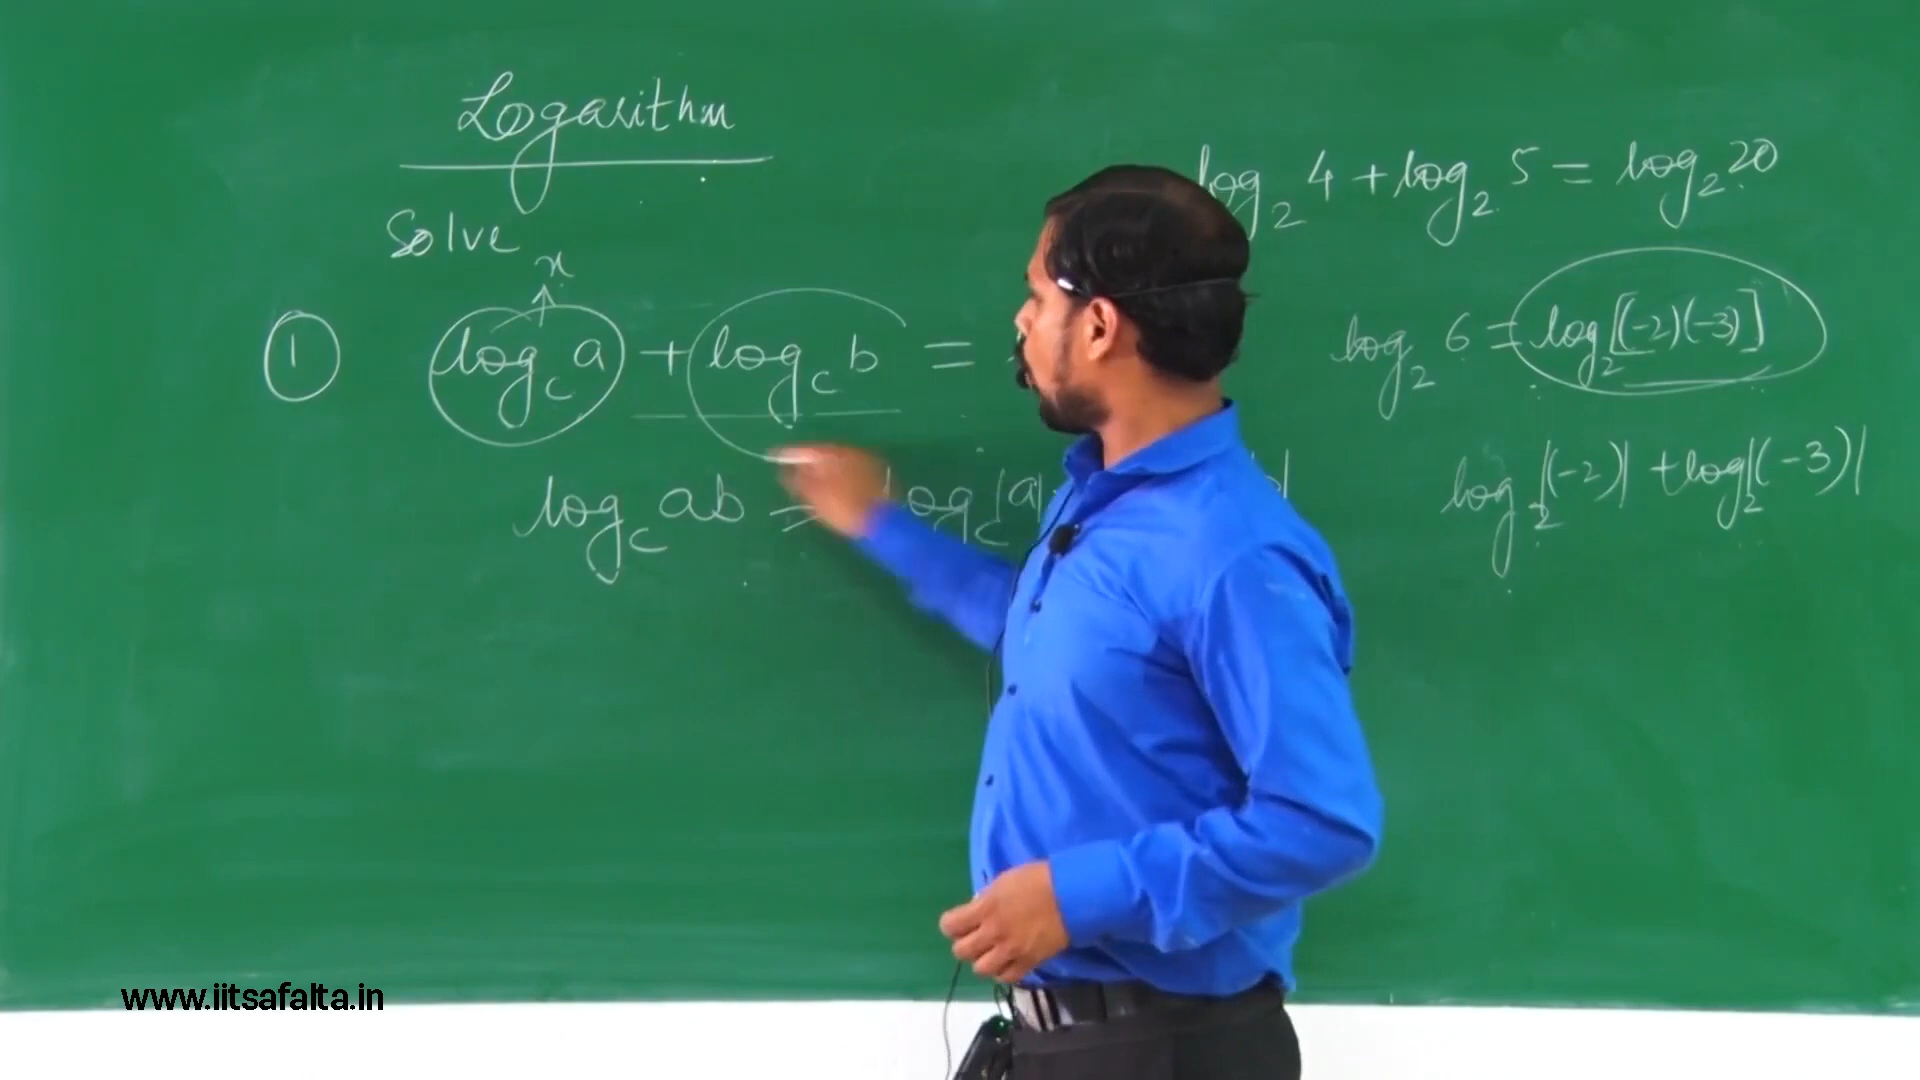 Logarithm
Solve
x
① log_c a + log_c b =
log_c ab = log_c |a|
log_2 4 + log_2 5 = log_2 20
log_2 6 = log_2 [(-2)(-3)]
log_2 |(-2)| + log_2 |(-3)|
www.iitsafalta.in